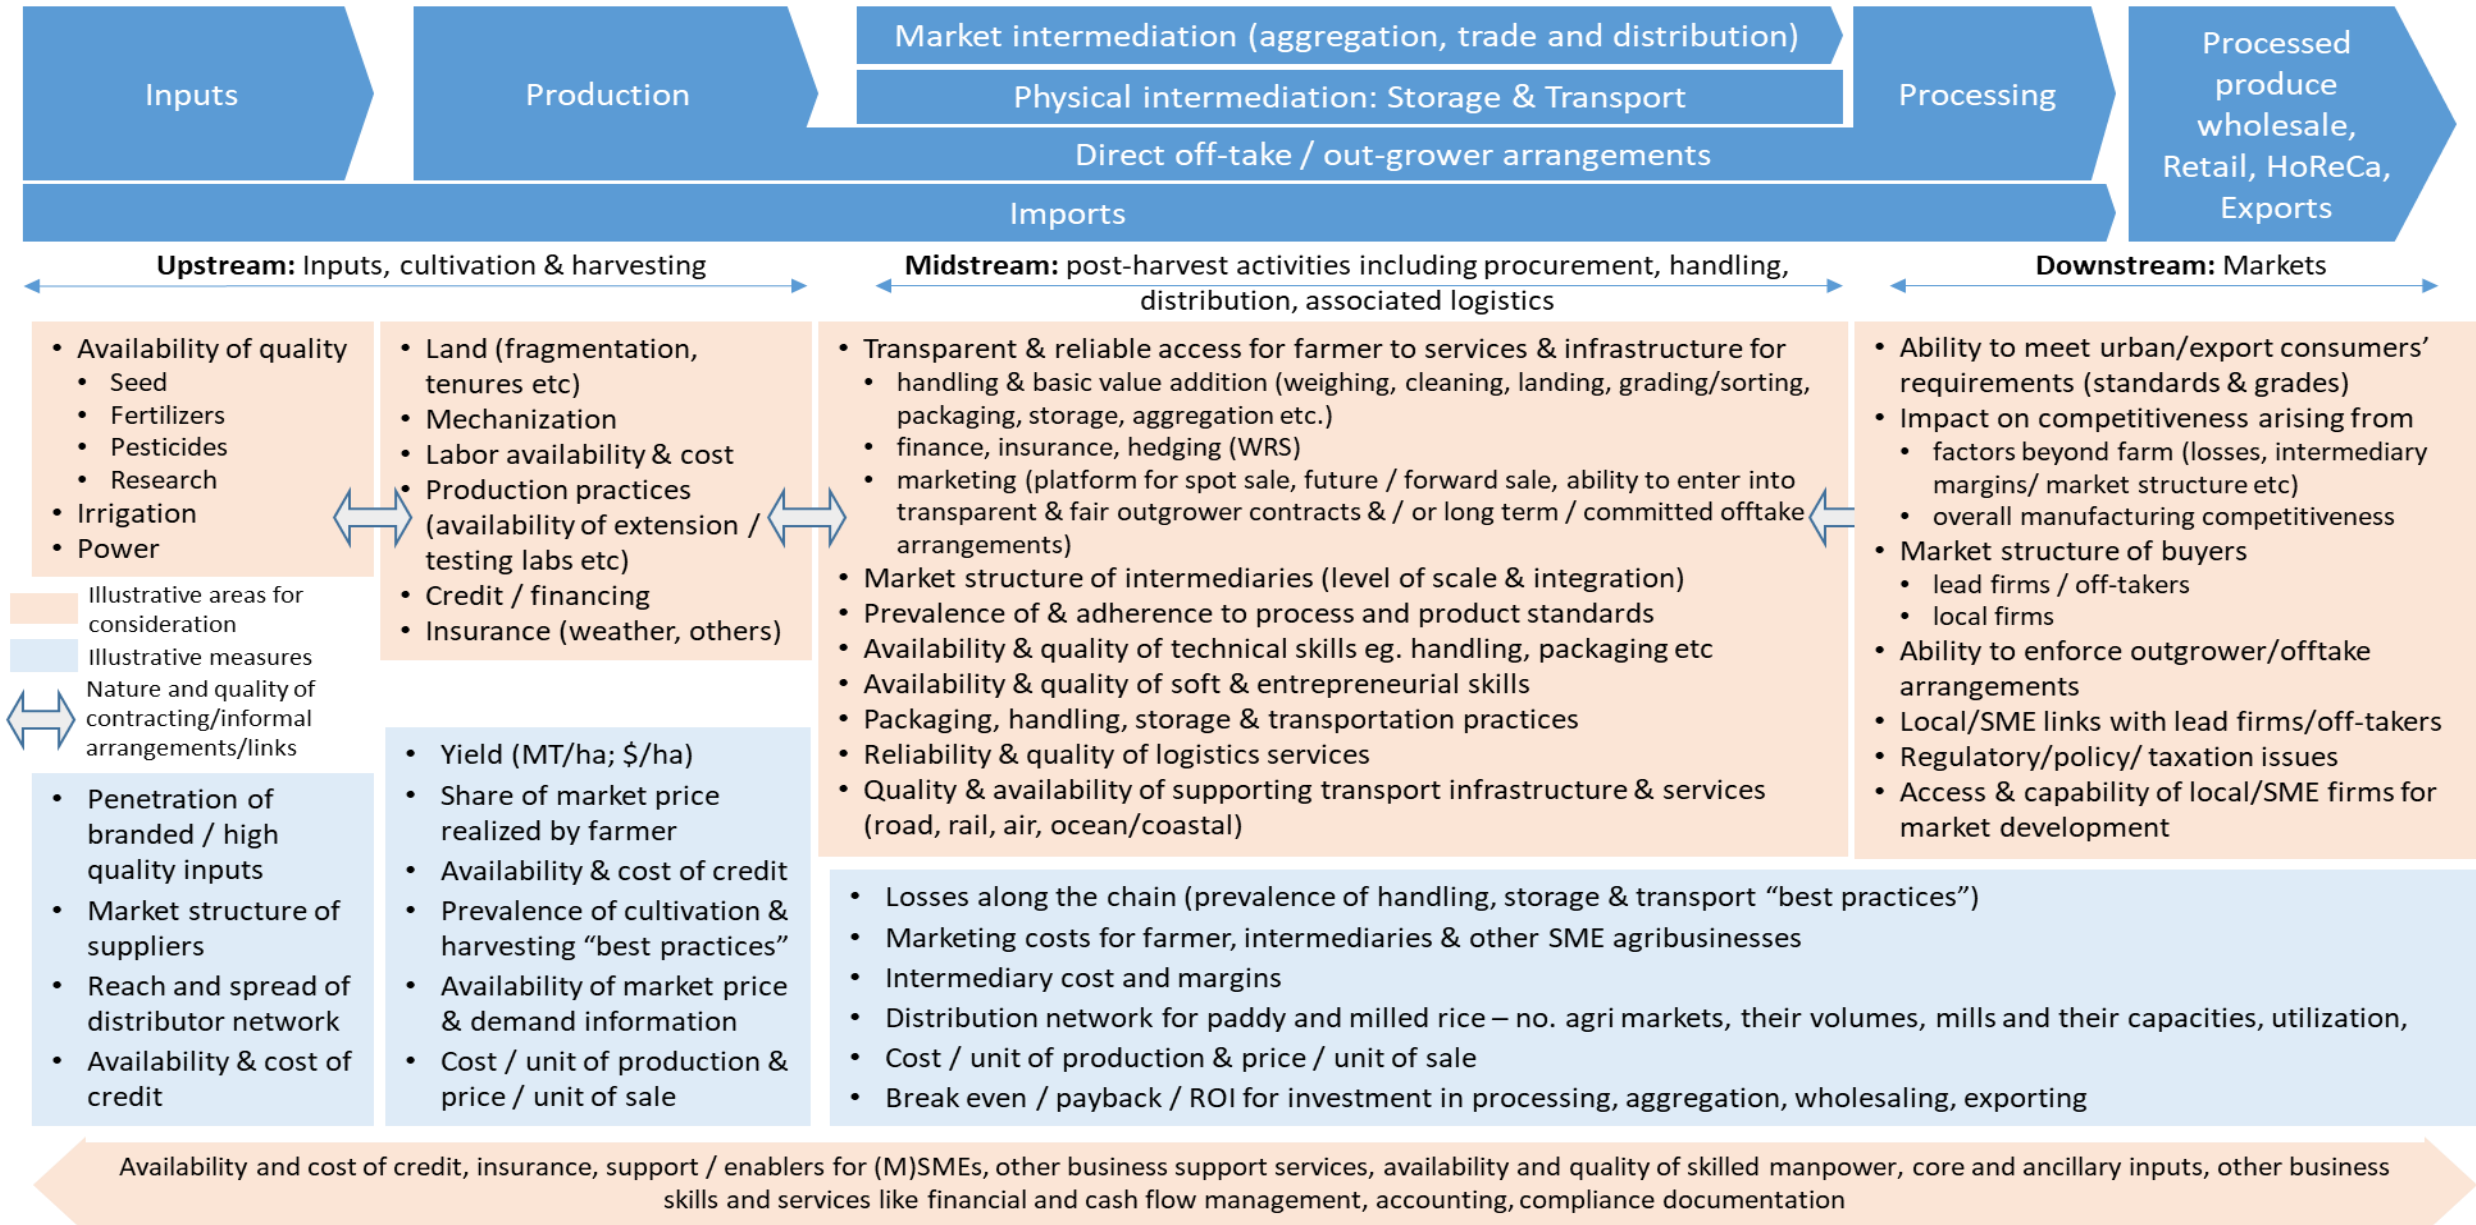 Inputs
Production
Market intermediation (aggregation, trade and distribution)
Physical intermediation: Storage & Transport
Direct off-take / out-grower arrangements
Imports
Processing
Processed
produce
wholesale,
Retail, HoReCa,
Exports
Upstream: Inputs, cultivation & harvesting
Midstream: post-harvest activities including procurement, handling,
distribution, associated logistics
Downstream: Markets
• Availability of quality
• Seed
• Fertilizers
• Pesticides
• Research
• Irrigation
• Power
• Land (fragmentation,
tenures etc)
• Mechanization
• Labor availability & cost
• Production practices
(availability of extension /
testing labs etc)
• Credit / financing
• Insurance (weather, others)
• Transparent & reliable access for farmer to services & infrastructure for
• handling & basic value addition (weighing, cleaning, landing, grading/sorting,
packaging, storage, aggregation etc.)
• finance, insurance, hedging (WRS)
• marketing (platform for spot sale, future / forward sale, ability to enter into
transparent & fair outgrower contracts & / or long term / committed offtake
arrangements)
• Market structure of intermediaries (level of scale & integration)
• Prevalence of & adherence to process and product standards
• Availability & quality of technical skills eg. handling, packaging etc
• Availability & quality of soft & entrepreneurial skills
• Packaging, handling, storage & transportation practices
• Reliability & quality of logistics services
• Quality & availability of supporting transport infrastructure & services
(road, rail, air, ocean/coastal)
• Ability to meet urban/export consumers’
requirements (standards & grades)
• Impact on competitiveness arising from
• factors beyond farm (losses, intermediary
margins/ market structure etc)
• overall manufacturing competitiveness
• Market structure of buyers
• lead firms / off-takers
• local firms
• Ability to enforce outgrower/offtake
arrangements
• Local/SME links with lead firms/off-takers
• Regulatory/policy/ taxation issues
• Access & capability of local/SME firms for
market development
Illustrative areas for
consideration
Illustrative measures
Nature and quality of
contracting/informal
arrangements/links
• Penetration of
branded / high
quality inputs
• Market structure of
suppliers
• Reach and spread of
distributor network
• Availability & cost of
credit
• Yield (MT/ha; $/ha)
• Share of market price
realized by farmer
• Availability & cost of credit
• Prevalence of cultivation &
harvesting “best practices”
• Availability of market price
& demand information
• Cost / unit of production &
price / unit of sale
• Losses along the chain (prevalence of handling, storage & transport “best practices”)
• Marketing costs for farmer, intermediaries & other SME agribusinesses
• Intermediary cost and margins
• Distribution network for paddy and milled rice – no. agri markets, their volumes, mills and their capacities, utilization,
• Cost / unit of production & price / unit of sale
• Break even / payback / ROI for investment in processing, aggregation, wholesaling, exporting
Availability and cost of credit, insurance, support / enablers for (M)SMEs, other business support services, availability and quality of skilled manpower, core and ancillary inputs, other business
skills and services like financial and cash flow management, accounting, compliance documentation